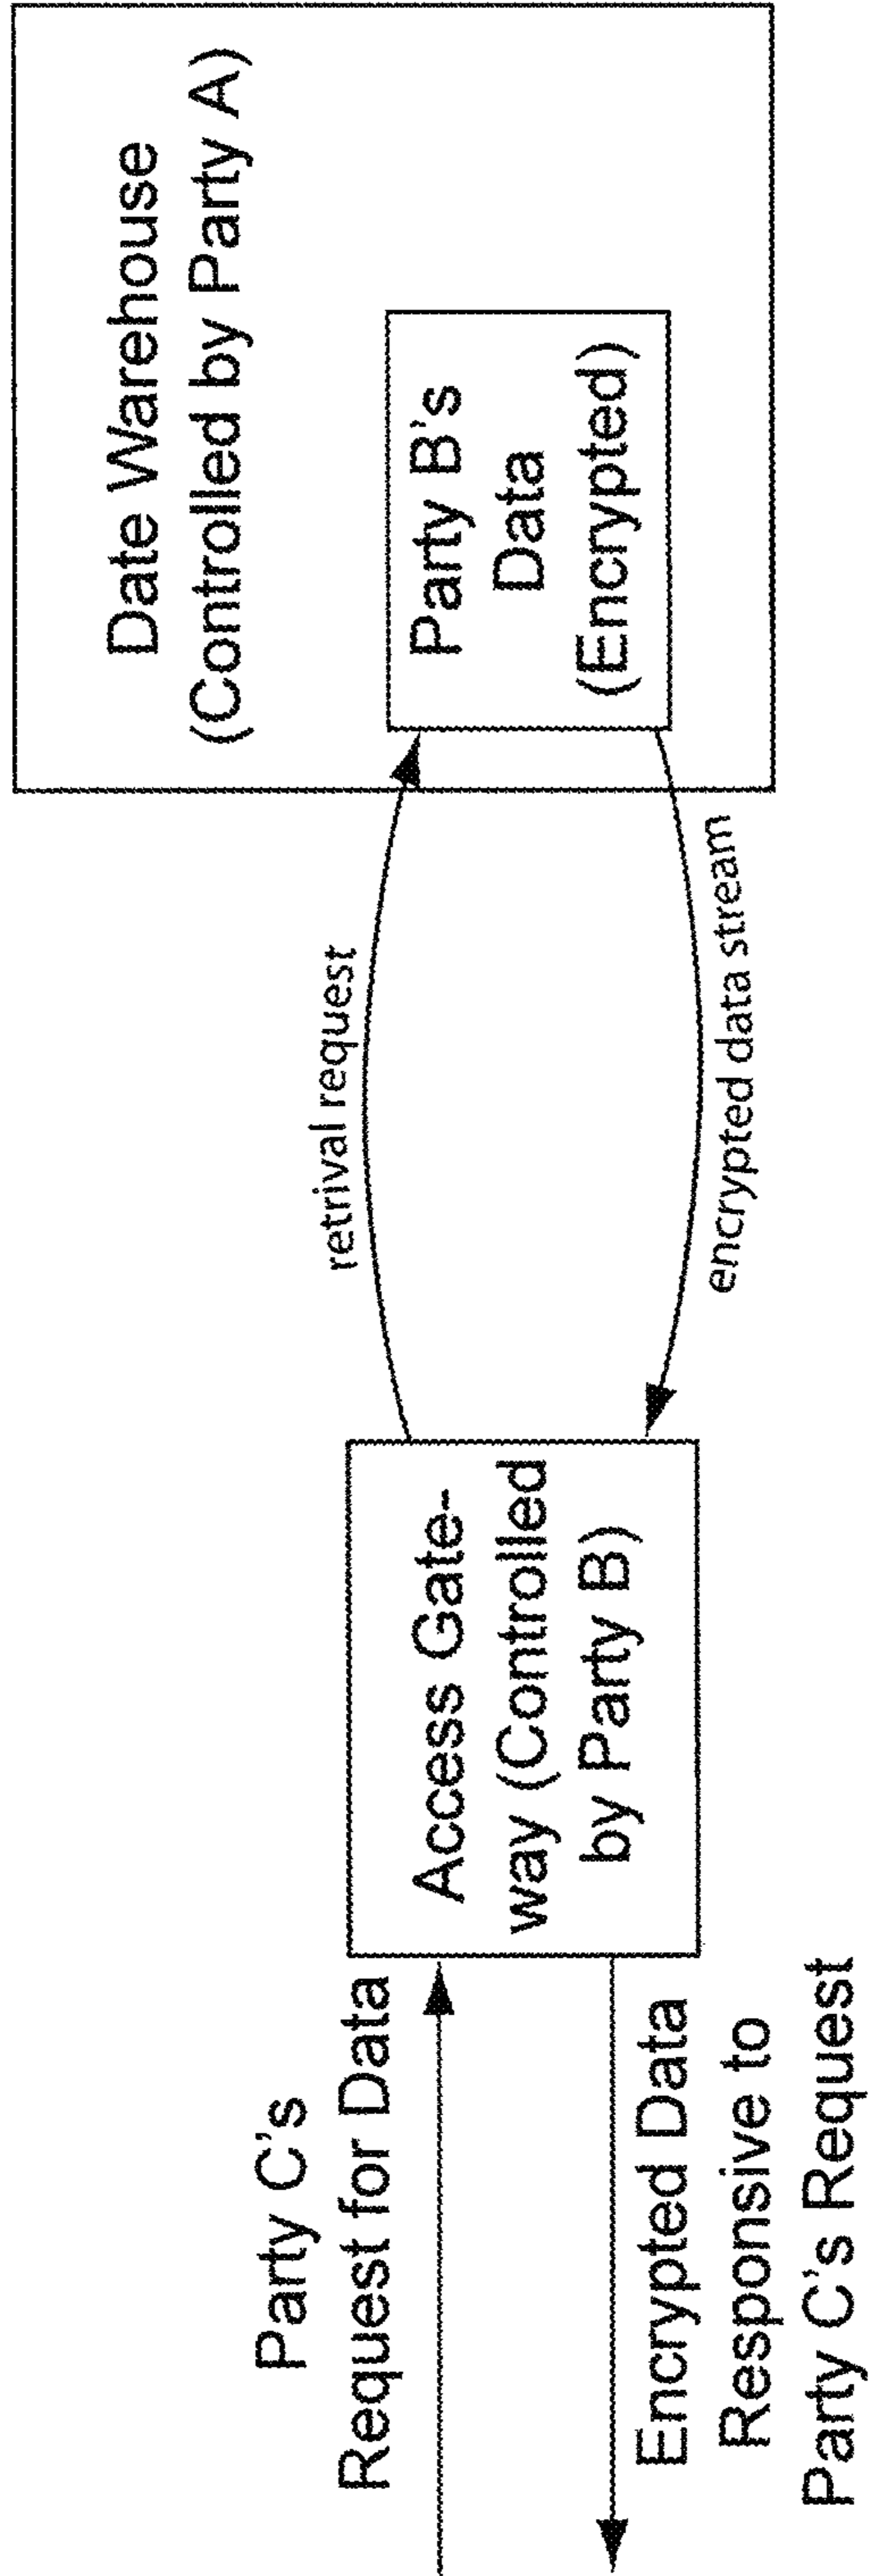 Party C's
Request for Data
Encrypted Data
Responsive to
Party C's Request
Access Gate-
way (Controlled
by Party B)
retrival request
encrypted data stream
Date Warehouse
(Controlled by Party A)
Party B's
Data
(Encrypted)